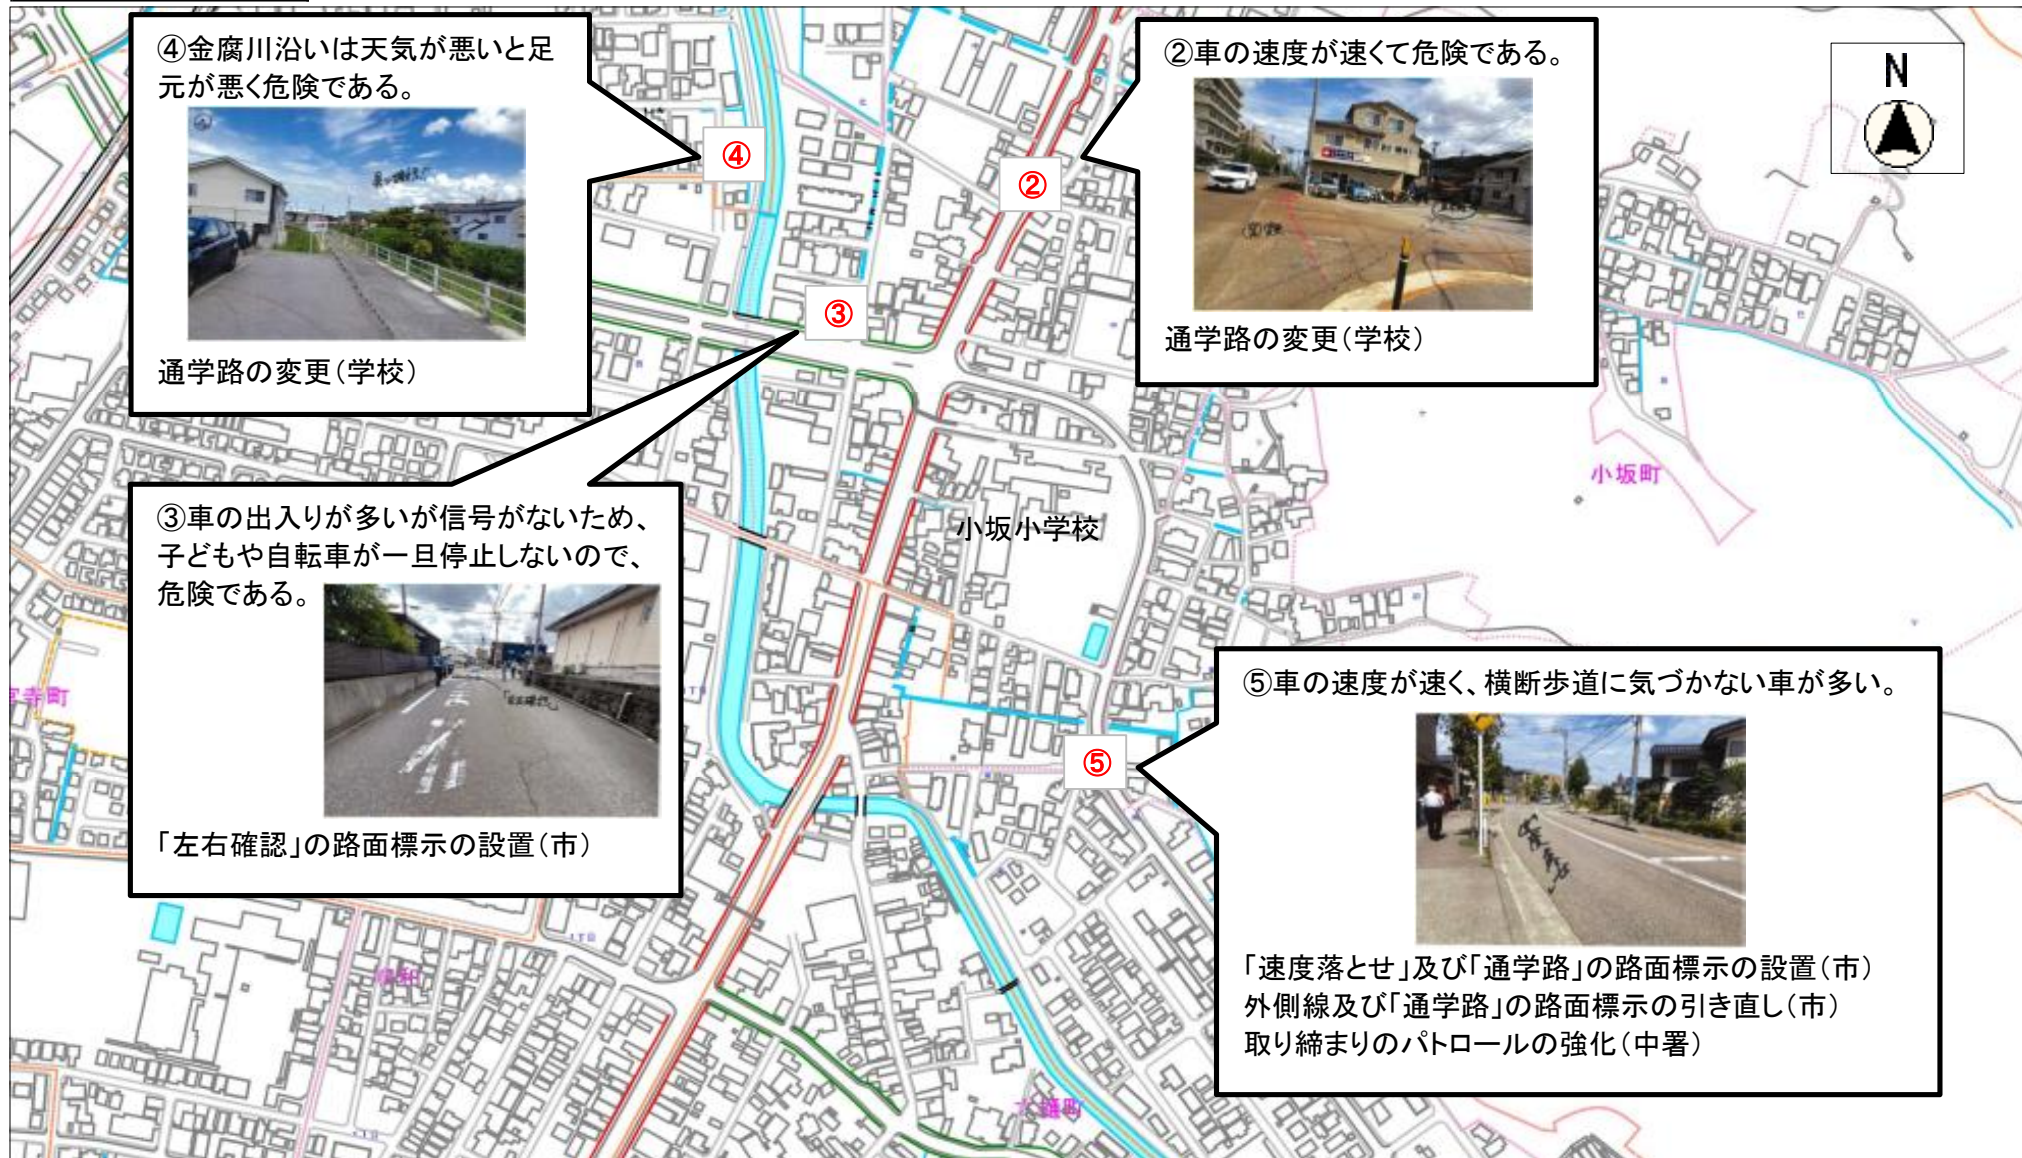 ④金腐川沿いは天気が悪いと足
元が悪く危険である。
通学路の変更(学校)
②車の速度が速くて危険である。
通学路の変更(学校)
N
④
②
③
③車の出入りが多いが信号がないため、
子どもや自転車が一旦停止しないので、
危険である。
「左右確認」の路面標示の設置(市)
小坂小学校
小坂町
⑤
⑤車の速度が速く、横断歩道に気づかない車が多い。
「速度落とせ」及び「通学路」の路面標示の設置(市)
外側線及び「通学路」の路面標示の引き直し(市)
取り締まりのパトロールの強化(中署)